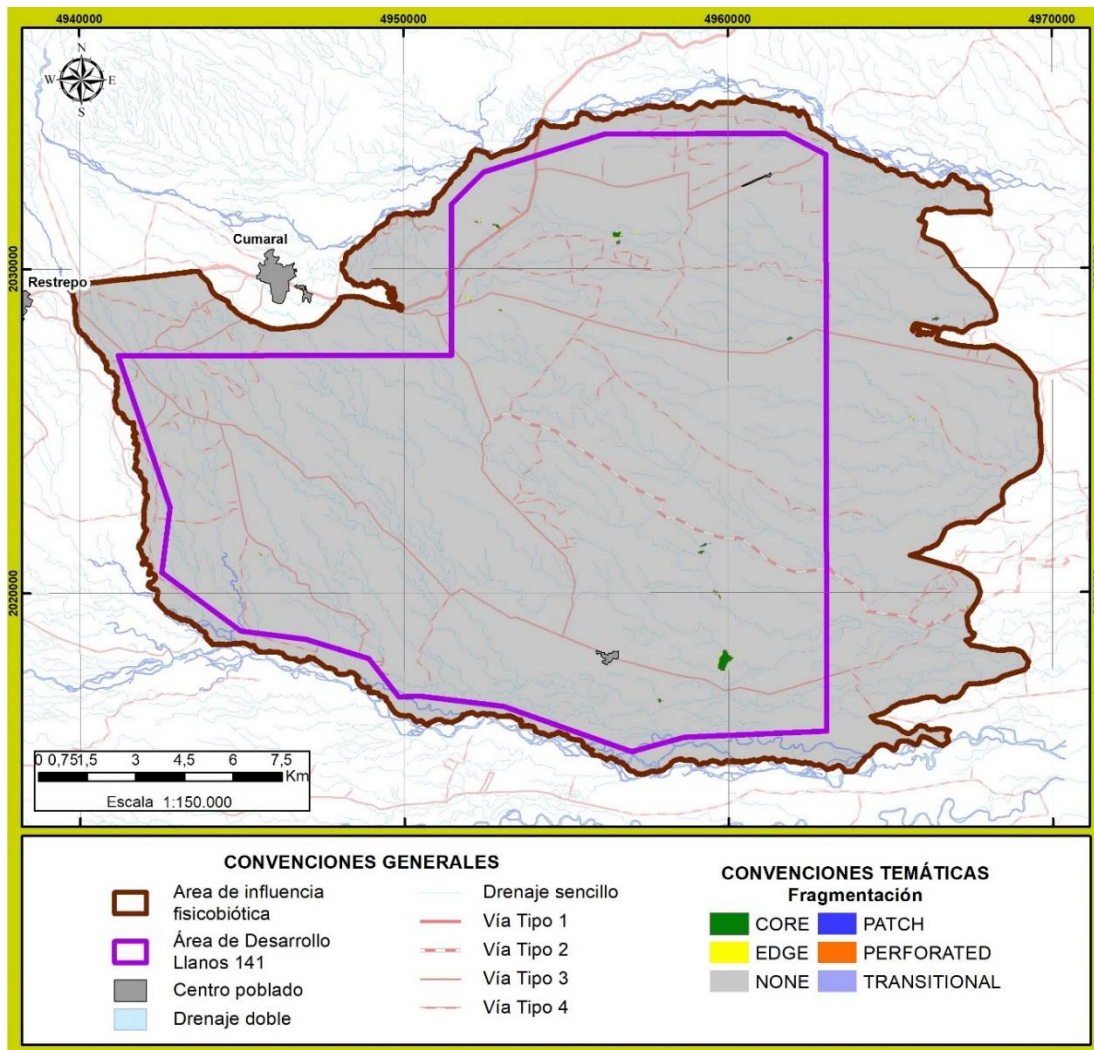 4940000
4950000
4960000
4970000
N
W
E
S
Cumaral
2030000
Restrepo
2020000
0 0,75 1,5 3 4,5 6 7,5
Km
Escala 1:150.000
CONVENCIONES GENERALES
Area de influencia
fisicobiótica
Área de Desarrollo
Llanos 141
Centro poblado
Drenaje doble
Drenaje sencillo
Vía Tipo 1
Vía Tipo 2
Vía Tipo 3
Vía Tipo 4
CONVENCIONES TEMÁTICAS
Fragmentación
CORE
PATCH
EDGE
PERFORATED
NONE
TRANSITIONAL
2030000
2020000